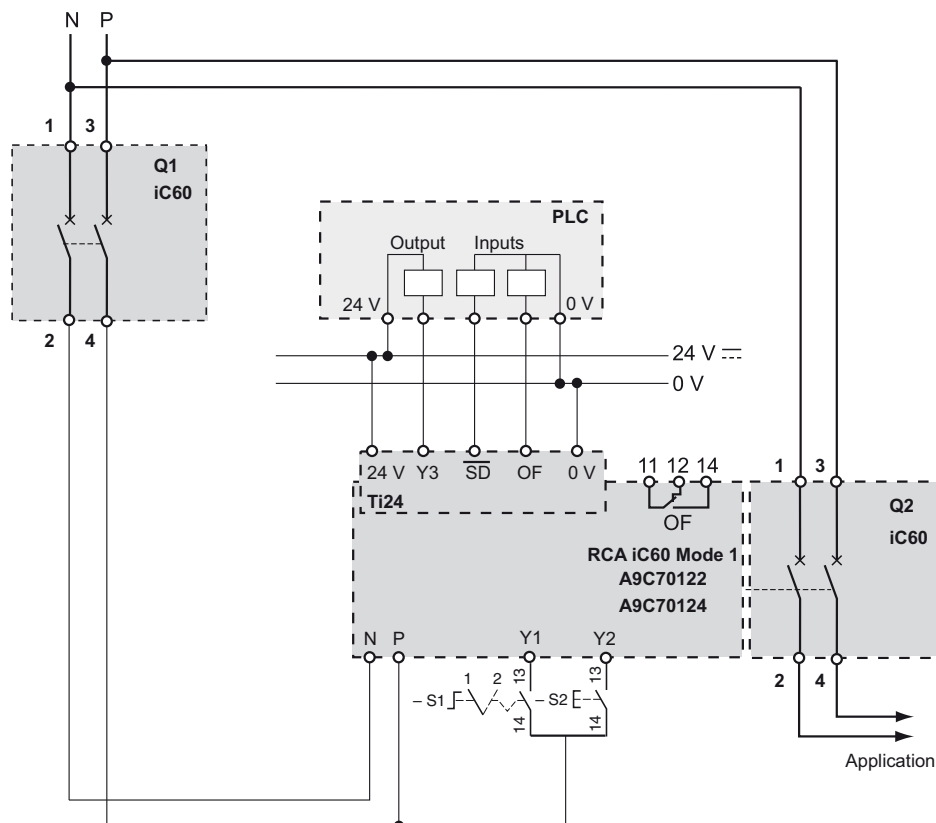 N P
1 3
Q1
iC60
2 4
PLC
Output Inputs
24 V 0 V
24 V
0 V
24 V Y3 SD OF 0 V
Ti24
11 12 14
OF
RCA iC60 Mode 1
A9C70122
A9C70124
1 3
Q2
iC60
2 4
N P Y1 Y2
1 2 13 13
– S1 – S2
14 14
Application